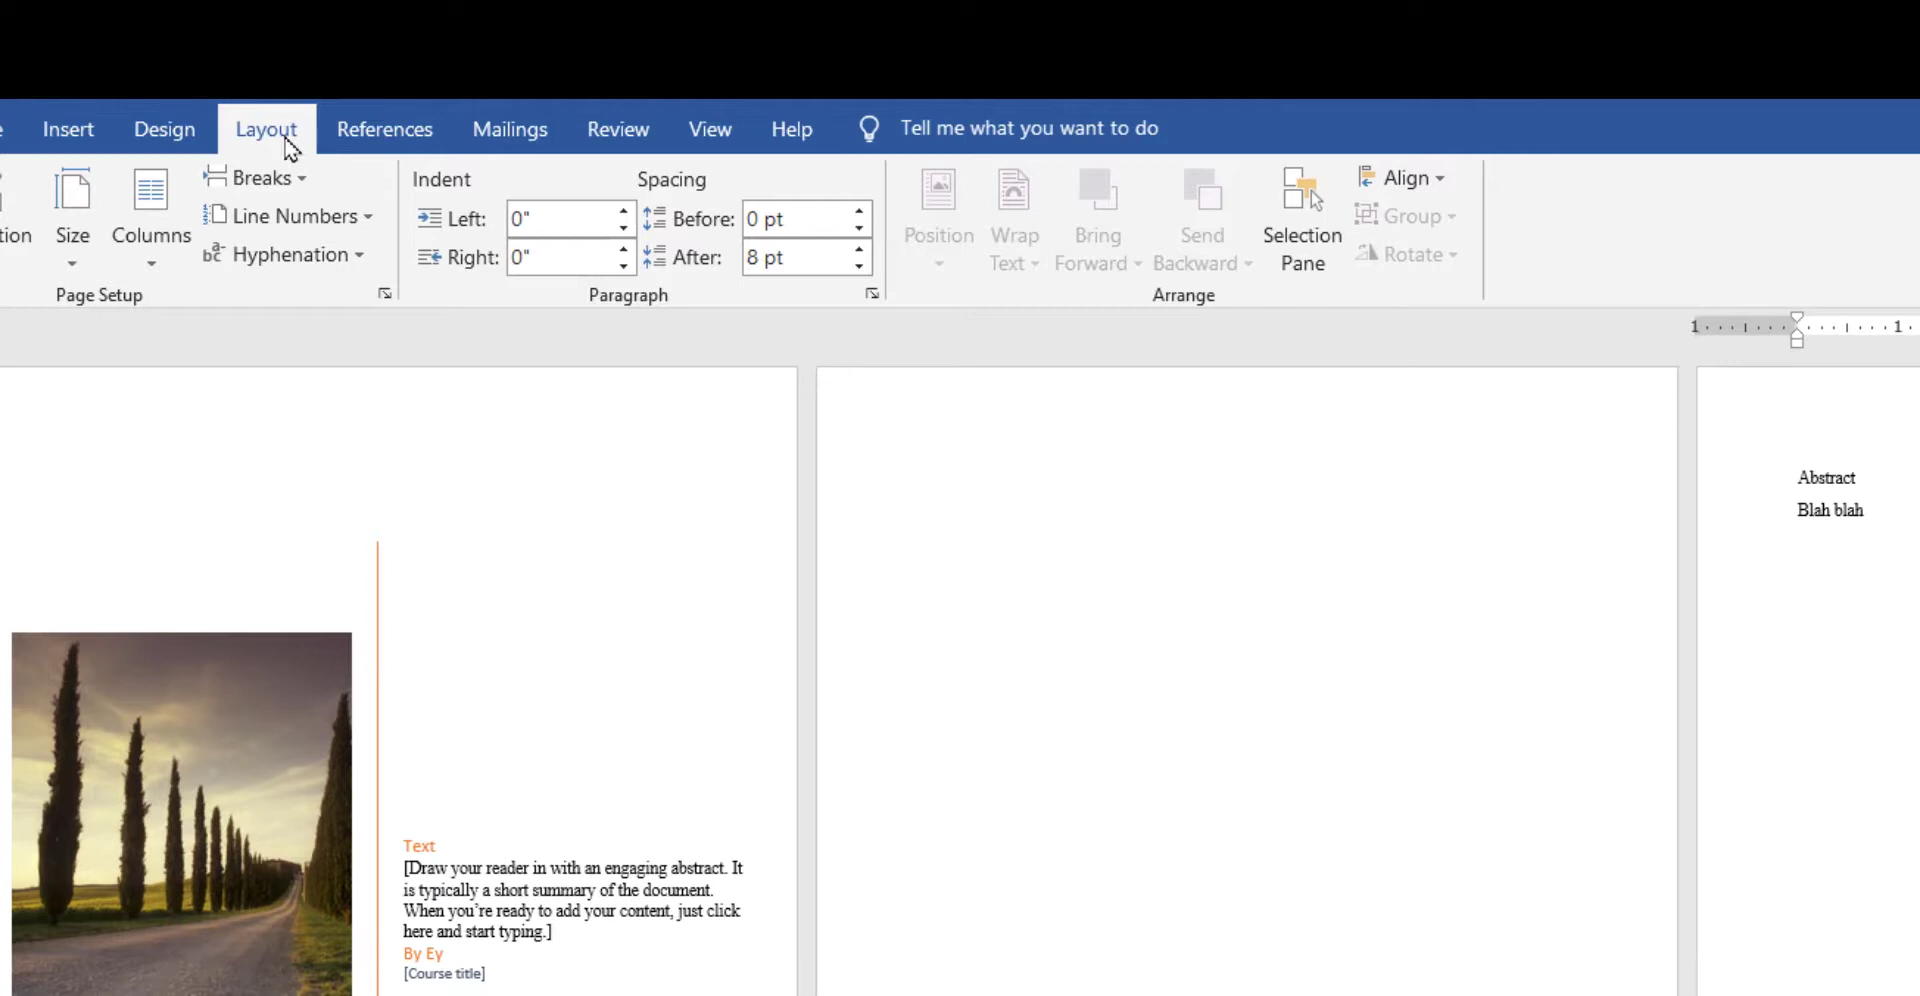 Insert Design Layout References Mailings Review View Help Tell me what you want to do
Size
Columns
Breaks
Line Numbers
Hyphenation
Page Setup
Indent
Left: 0"
Right: 0"
Spacing
Before: 0 pt
After: 8 pt
Paragraph
Position
Wrap
Text
Bring
Forward
Send
Backward
Selection
Pane
Align
Group
Rotate
Arrange
1 1
Text
[Draw your reader in with an engaging abstract. It
is typically a short summary of the document.
When you're ready to add your content, just click
here and start typing.]
By Ey
[Course title]
Abstract
Blah blah